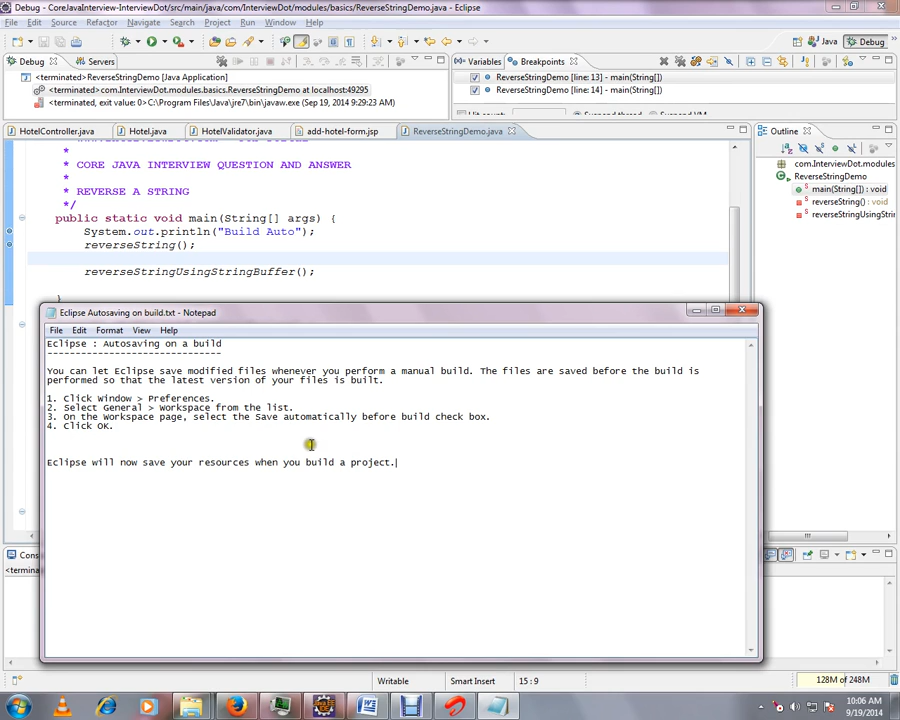 Debug - CoreJavaInterview-InterviewDot/src/main/java/com/InterviewDot/modules/basics/ReverseStringDemo.java - Eclipse
File Edit Source Refactor Navigate Search Project Run Window Help
Java Debug
Debug Servers
Variables Breakpoints
<terminated>ReverseStringDemo [Java Application]
<terminated>com.InterviewDot.modules.basics.ReverseStringDemo at localhost:49295
<terminated, exit value: 0>C:\Program Files\Java\jre7\bin\javaw.exe (Sep 19, 2014 9:29:23 AM)
ReverseStringDemo [line: 13] - main(String[])
ReverseStringDemo [line: 14] - main(String[])
HotelController.java Hotel.java HotelValidator.java add-hotel-form.jsp ReverseStringDemo.java
Outline
com.InterviewDot.modules
ReverseStringDemo
main(String[]) : void
reverseString() : void
reverseStringUsingStrin
* CORE JAVA INTERVIEW QUESTION AND ANSWER
*
* REVERSE A STRING
*/
public static void main(String[] args) {
System.out.println("Build Auto");
reverseString();
reverseStringUsingStringBuffer();
}
Eclipse Autosaving on build.txt - Notepad
File Edit Format View Help
Eclipse : Autosaving on a build
--------------------------------
You can let Eclipse save modified files whenever you perform a manual build. The files are saved before the build is
performed so that the latest version of your files is built.
1. Click Window > Preferences.
2. Select General > Workspace from the list.
3. On the Workspace page, select the Save automatically before build check box.
4. Click OK.
Eclipse will now save your resources when you build a project.
Cons
<termina
Writable Smart Insert 15 : 9 128M of 248M
10:06 AM
9/19/2014